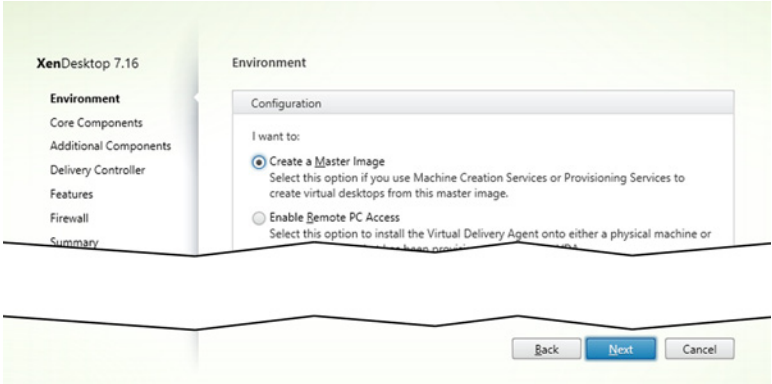 XenDesktop 7.16
Environment
Core Components
Additional Components
Delivery Controller
Features
Firewall
Summary
Environment
Configuration
I want to:
Create a Master Image
Select this option if you use Machine Creation Services or Provisioning Services to
create virtual desktops from this master image.
Enable Remote PC Access
Select this option to install the Virtual Delivery Agent onto either a physical machine or
Back Next Cancel